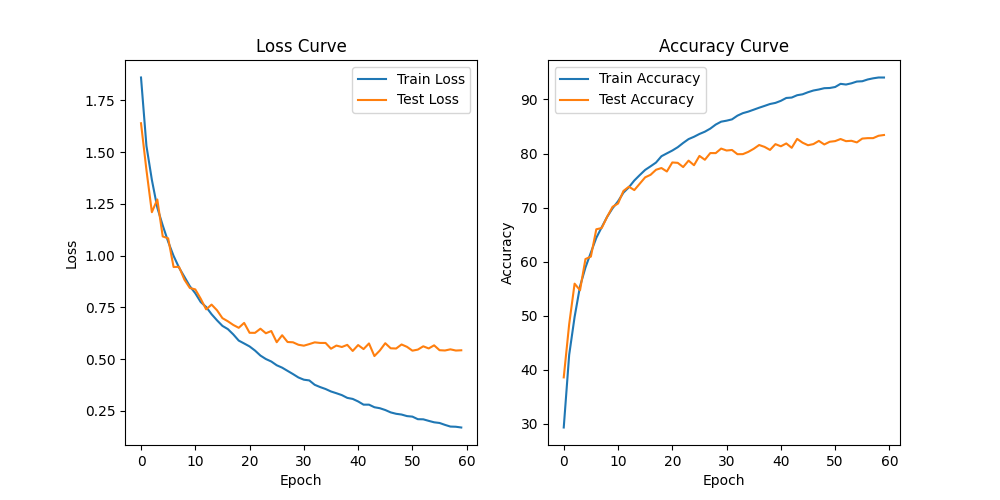 Loss Curve
Train Loss
Test Loss
1.75
1.50
1.25
1.00
0.75
0.50
0.25
Loss
0 10 20 30 40 50 60
Epoch
Accuracy Curve
Train Accuracy
Test Accuracy
90
80
70
60
50
40
30
Accuracy
0 10 20 30 40 50 60
Epoch